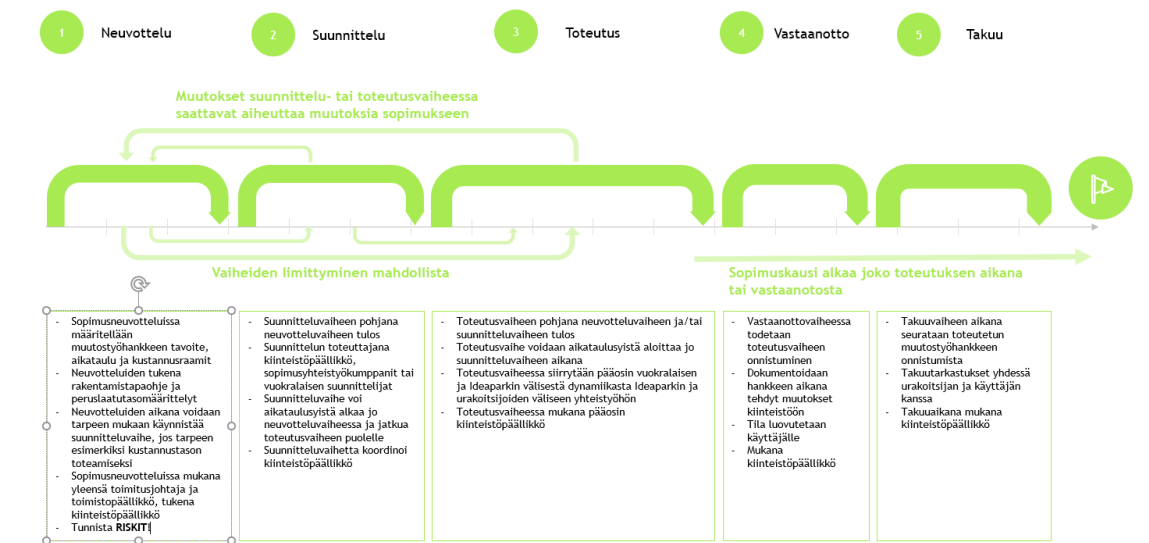 1 Neuvottelu
2 Suunnittelu
3 Toteutus
4 Vastaanotto
5 Takuu
Muutokset suunnittelu- tai toteutusvaiheessa
saattavat aiheuttaa muutoksia sopimukseen
Vaiheiden limittyminen mahdollista
Sopimuskausi alkaa joko toteutuksen aikana
tai vastaanotosta
- Sopimusneuvotteluissa
määritellään
muutostyöhankkeen tavoite,
aikataulu ja kustannusraamit
- Neuvotteluiden tukena
rakentamistapaohje ja
peruslaatutasomäärittelyt
- Neuvotteluiden aikana voidaan
tarpeen mukaan käynnistää
suunnitteluvaihe, jos tarpeen
esimerkiksi kustannustason
toteamiseksi
- Sopimusneuvotteluissa mukana
yleensä toimitusjohtaja ja
toimistopäällikkö, tukena
kiinteistöpäällikkö
- Tunnista RISKIT!
- Suunnitteluvaiheen pohjana
neuvotteluvaiheen tulos
- Suunnittelun toteuttajana
kiinteistöpäällikkö,
sopimusyhteistyökumppanit tai
vuokralaisen suunnittelijat
- Suunnitteluvaihe voi
aikataulusyistä alkaa jo
neuvotteluvaiheessa ja jatkua
toteutusvaiheen puolelle
- Suunnitteluvaihetta koordinoi
kiinteistöpäällikkö
- Toteutusvaiheen pohjana neuvotteluvaiheen ja/tai
suunnitteluvaiheen tulos
- Toteutusvaihe voidaan aikataulusyistä aloittaa jo
suunnitteluvaiheen aikana
- Toteutusvaiheessa siirrytään pääosin vuokralaisen
ja Ideaparkin välisestä dynamiikasta Ideaparkin ja
urakoitsijoiden väliseen yhteistyöhön
- Toteutusvaiheessa mukana pääosin
kiinteistöpäällikkö
- Vastaanottovaiheessa
todetaan
toteutusvaiheen
onnistuminen
- Dokumentoidaan
hankkeen aikana
tehdyt muutokset
kiinteistöön
- Tila luovutetaan
käyttäjälle
- Mukana
kiinteistöpäällikkö
- Takuuvaiheen aikana
seurataan toteutetun
muutostyöhankkeen
onnistumista
- Takuutarkastukset yhdessä
urakoitsijan ja käyttäjän
kanssa
- Takuuaikana mukana
kiinteistöpäällikkö